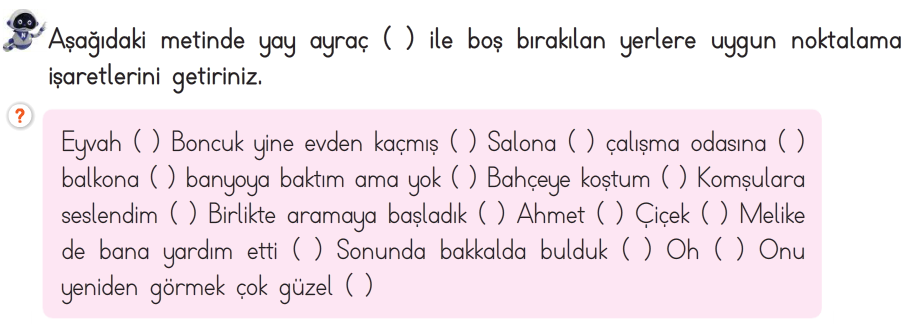 Aşağıdaki metinde yay ayraç ( ) ile boş bırakılan yerlere uygun noktalama
işaretlerini getiriniz.
?
Eyvah ( ) Boncuk yine evden kaçmış ( ) Salona ( ) çalışma odasına ( )
balkona ( ) banyoya baktım ama yok ( ) Bahçeye koştum ( ) Komşulara
seslendim ( ) Birlikte aramaya başladık ( ) Ahmet ( ) Çiçek ( ) Melike
de bana yardım etti ( ) Sonunda bakkalda bulduk ( ) Oh ( ) Onu
yeniden görmek çok güzel ( )